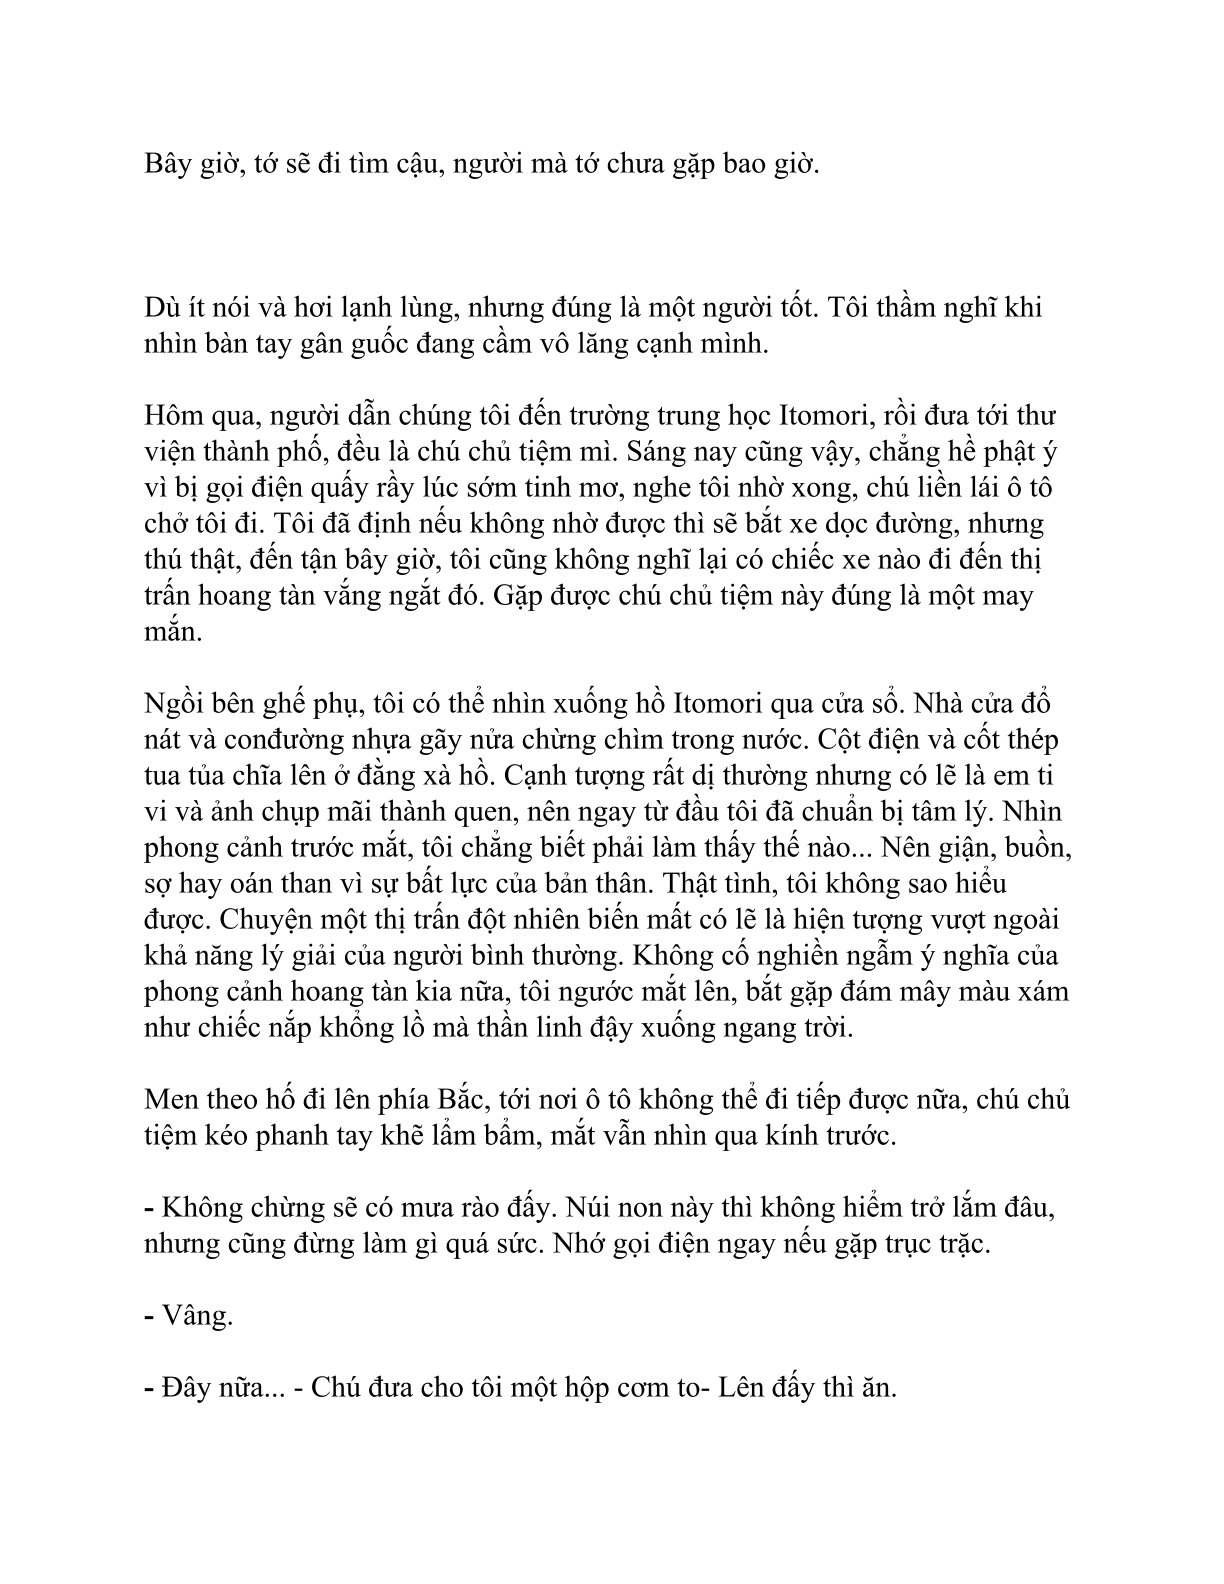 Bây giờ, tớ sẽ đi tìm cậu, người mà tớ chưa gặp bao giờ.
Dù ít nói và hơi lạnh lùng, nhưng đúng là một người tốt. Tôi thầm nghĩ khi
nhìn bàn tay gân guốc đang cầm vô lăng cạnh mình.
Hôm qua, người dẫn chúng tôi đến trường trung học Itomori, rồi đưa tới thư
viện thành phố, đều là chú chủ tiệm mì. Sáng nay cũng vậy, chẳng hề phật ý
vì bị gọi điện quấy rầy lúc sớm tinh mơ, nghe tôi nhờ xong, chú liền lái ô tô
chở tôi đi. Tôi đã định nếu không nhờ được thì sẽ bắt xe dọc đường, nhưng
thú thật, đến tận bây giờ, tôi cũng không nghĩ lại có chiếc xe nào đi đến thị
trấn hoang tàn vắng ngắt đó. Gặp được chú chủ tiệm này đúng là một may
mắn.
Ngồi bên ghế phụ, tôi có thể nhìn xuống hồ Itomori qua cửa sổ. Nhà cửa đổ
nát và conđường nhựa gãy nửa chừng chìm trong nước. Cột điện và cốt thép
tua tủa chĩa lên ở đằng xà hồ. Cạnh tượng rất dị thường nhưng có lẽ là em ti
vi và ảnh chụp mãi thành quen, nên ngay từ đầu tôi đã chuẩn bị tâm lý. Nhìn
phong cảnh trước mắt, tôi chẳng biết phải làm thấy thế nào... Nên giận, buồn,
sợ hay oán than vì sự bất lực của bản thân. Thật tình, tôi không sao hiểu
được. Chuyện một thị trấn đột nhiên biến mất có lẽ là hiện tượng vượt ngoài
khả năng lý giải của người bình thường. Không cố nghiền ngẫm ý nghĩa của
phong cảnh hoang tàn kia nữa, tôi ngước mắt lên, bắt gặp đám mây màu xám
như chiếc nắp khổng lồ mà thần linh đậy xuống ngang trời.
Men theo hố đi lên phía Bắc, tới nơi ô tô không thể đi tiếp được nữa, chú chủ
tiệm kéo phanh tay khẽ lẩm bẩm, mắt vẫn nhìn qua kính trước.
- Không chừng sẽ có mưa rào đấy. Núi non này thì không hiểm trở lắm đâu,
nhưng cũng đừng làm gì quá sức. Nhớ gọi điện ngay nếu gặp trục trặc.
- Vâng.
- Đây nữa... - Chú đưa cho tôi một hộp cơm to- Lên đấy thì ăn.